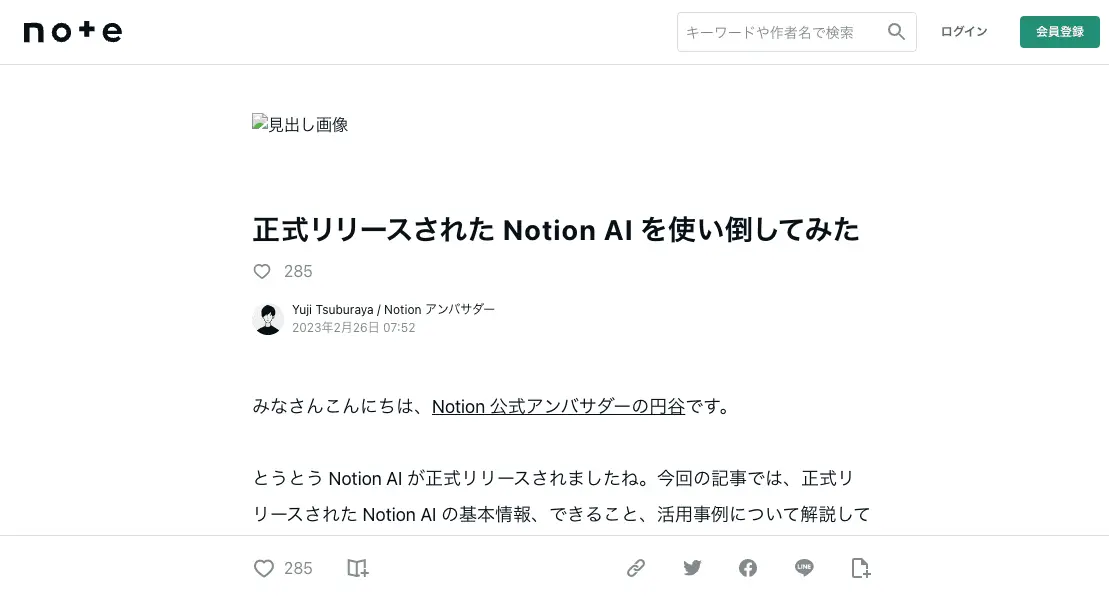 note
キーワードや作者名で検索
ログイン
会員登録
見出し画像
正式リリースされた Notion AI を使い倒してみた
285
Yuji Tsuburaya / Notion アンバサダー
2023年2月26日 07:52
みなさんこんにちは、Notion 公式アンバサダーの円谷です。
とうとう Notion AI が正式リリースされましたね。今回の記事では、正式リ
リースされた Notion AI の基本情報、できること、活用事例について解説して
285
LINE